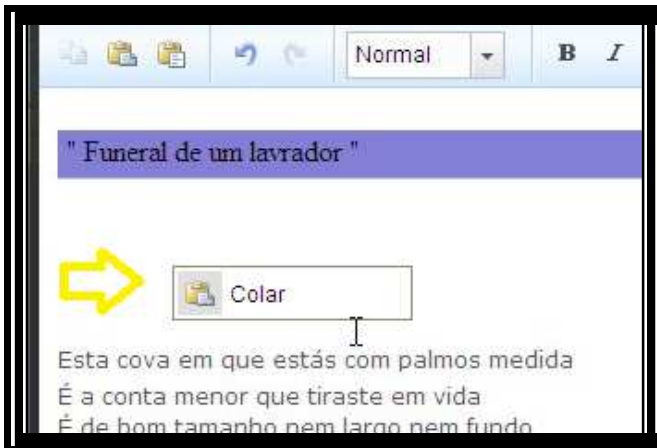 Normal B I
" Funeral de um lavrador "
Colar
Esta cova em que estás com palmos medida
É a conta menor que tiraste em vida
É de bom tamanho nem largo nem fundo